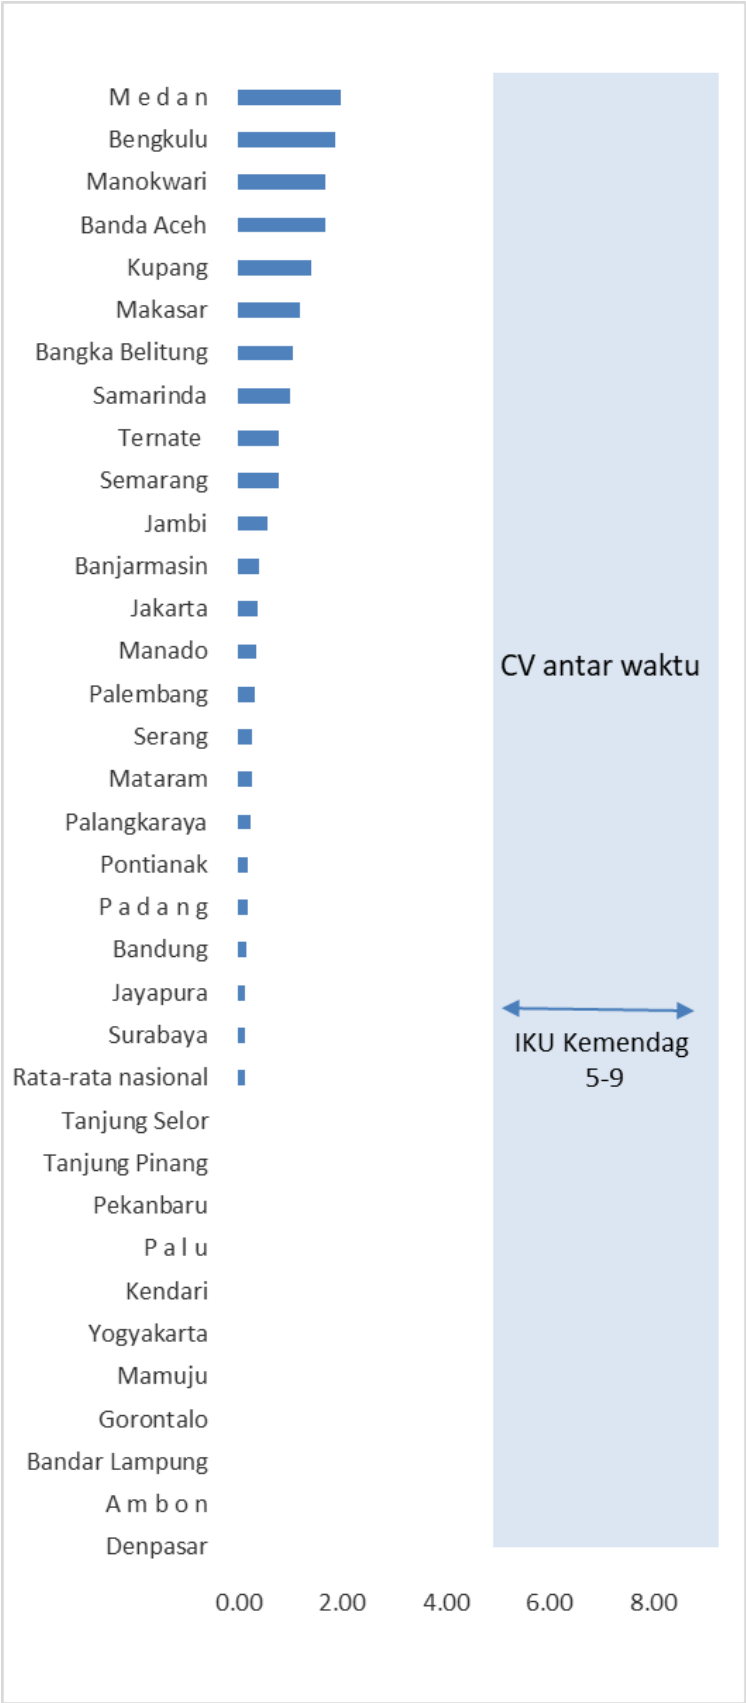 M e d a n
Bengkulu
Manokwari
Banda Aceh
Kupang
Makasar
Bangka Belitung
Samarinda
Ternate
Semarang
Jambi
Banjarmasin
Jakarta
Manado
Palembang
Serang
Mataram
Palangkaraya
Pontianak
P a d a n g
Bandung
Jayapura
Surabaya
Rata-rata nasional
Tanjung Selor
Tanjung Pinang
Pekanbaru
P a l u
Kendari
Yogyakarta
Mamuju
Gorontalo
Bandar Lampung
A m b o n
Denpasar
CV antar waktu
IKU Kemendag
5-9
0.00 2.00 4.00 6.00 8.00